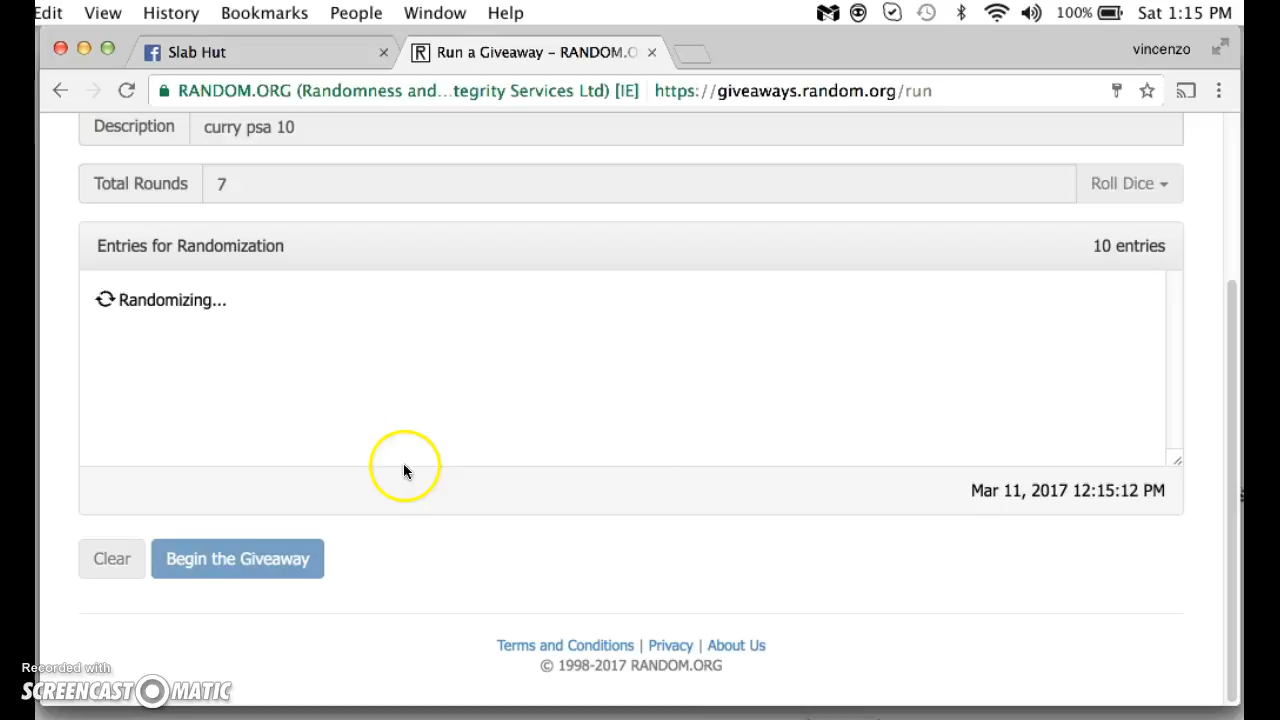 Edit View History Bookmarks People Window Help 100% Sat 1:15 PM
Slab Hut Run a Giveaway – RANDOM.O vincenzo
RANDOM.ORG (Randomness and...tegrity Services Ltd) [IE] https://giveaways.random.org/run
Description curry psa 10
Total Rounds 7 Roll Dice
Entries for Randomization 10 entries
Randomizing...
Mar 11, 2017 12:15:12 PM
Clear Begin the Giveaway
Terms and Conditions | Privacy | About Us
© 1998-2017 RANDOM.ORG
Recorded with
SCREENCAST-O-MATIC